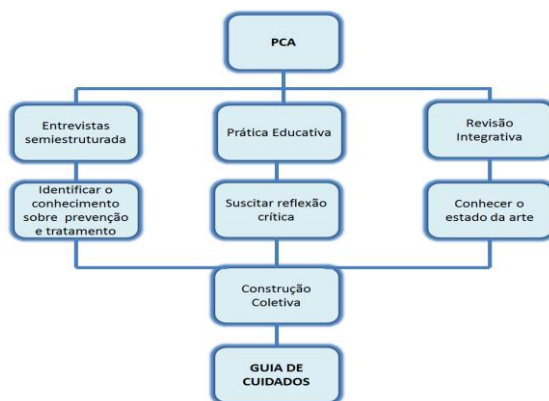 PCA
Entrevistas
semiestruturada
Prática Educativa
Revisão
Integrativa
Identificar o
conhecimento
sobre prevenção
e tratamento
Suscitar reflexão
crítica
Conhecer o
estado da arte
Construção
Coletiva
GUIA DE
CUIDADOS